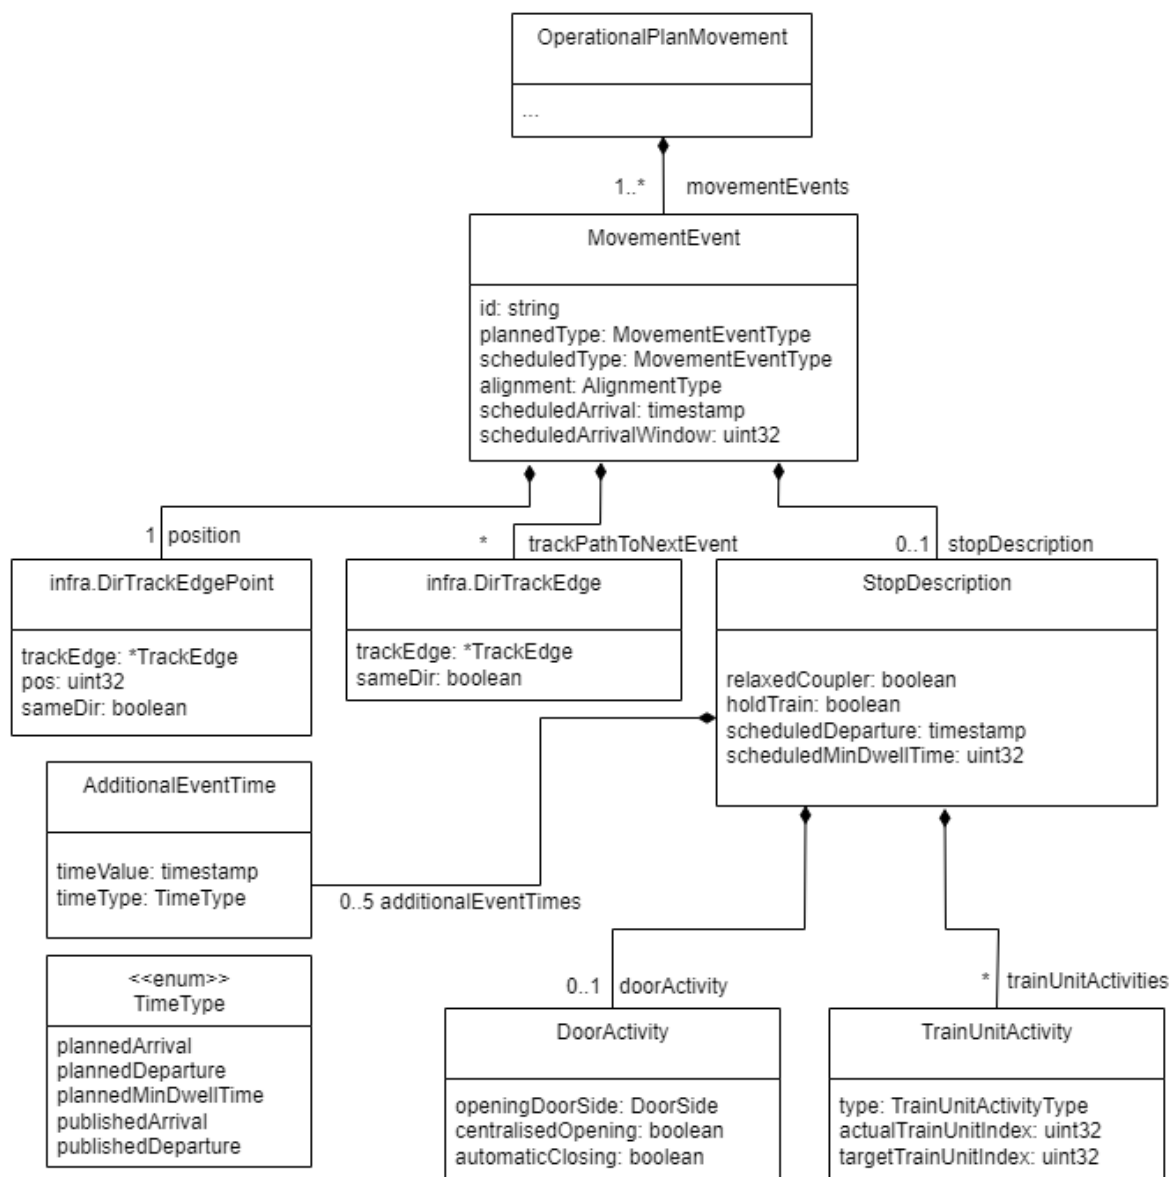 OperationalPlanMovement
...
1..* movementEvents
MovementEvent
id: string
plannedType: MovementEventType
scheduledType: MovementEventType
alignment: AlignmentType
scheduledArrival: timestamp
scheduledArrivalWindow: uint32
1 position
* trackPathToNextEvent
0..1 stopDescription
infra.DirTrackEdgePoint
trackEdge: *TrackEdge
pos: uint32
sameDir: boolean
infra.DirTrackEdge
trackEdge: *TrackEdge
sameDir: boolean
StopDescription
relaxedCoupler: boolean
holdTrain: boolean
scheduledDeparture: timestamp
scheduledMinDwellTime: uint32
AdditionalEventTime
timeValue: timestamp
timeType: TimeType
0..5 additionalEventTimes
<<enum>>
TimeType
plannedArrival
plannedDeparture
plannedMinDwellTime
publishedArrival
publishedDeparture
0..1 doorActivity
* trainUnitActivities
DoorActivity
openingDoorSide: DoorSide
centralisedOpening: boolean
automaticClosing: boolean
TrainUnitActivity
type: TrainUnitActivityType
actualTrainUnitIndex: uint32
targetTrainUnitIndex: uint32